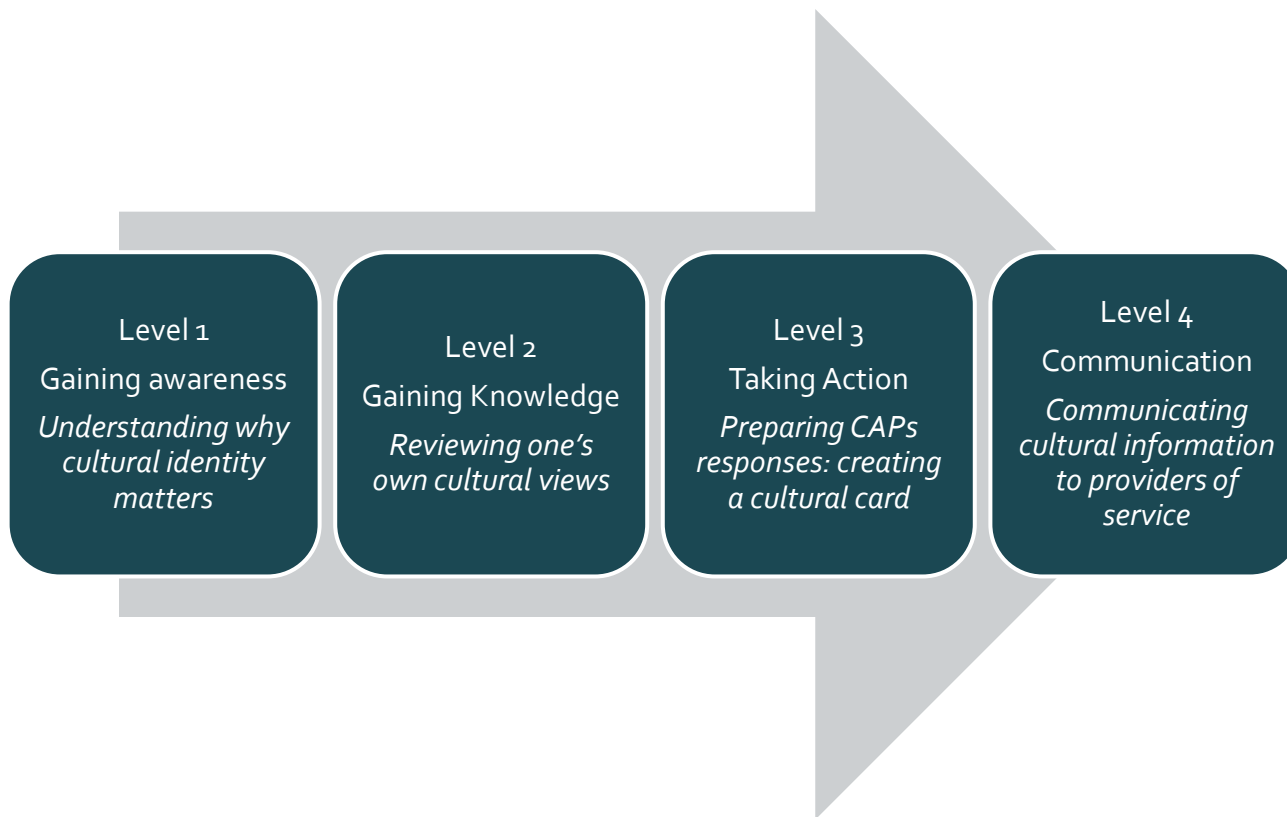 Level 1
Gaining awareness
Understanding why
cultural identity
matters
Level 2
Gaining Knowledge
Reviewing one’s
own cultural views
Level 3
Taking Action
Preparing CAPs
responses: creating
a cultural card
Level 4
Communication
Communicating
cultural information
to providers of
service